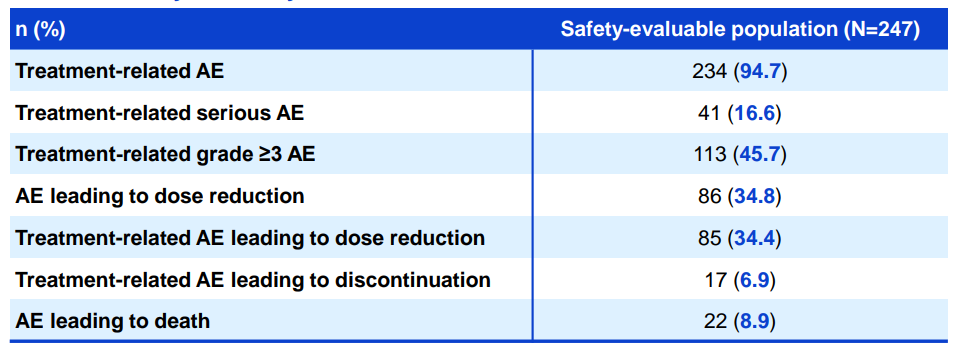 n (%) Safety-evaluable population (N=247)
Treatment-related AE 234 (94.7)
Treatment-related serious AE 41 (16.6)
Treatment-related grade ≥3 AE 113 (45.7)
AE leading to dose reduction 86 (34.8)
Treatment-related AE leading to dose reduction 85 (34.4)
Treatment-related AE leading to discontinuation 17 (6.9)
AE leading to death 22 (8.9)